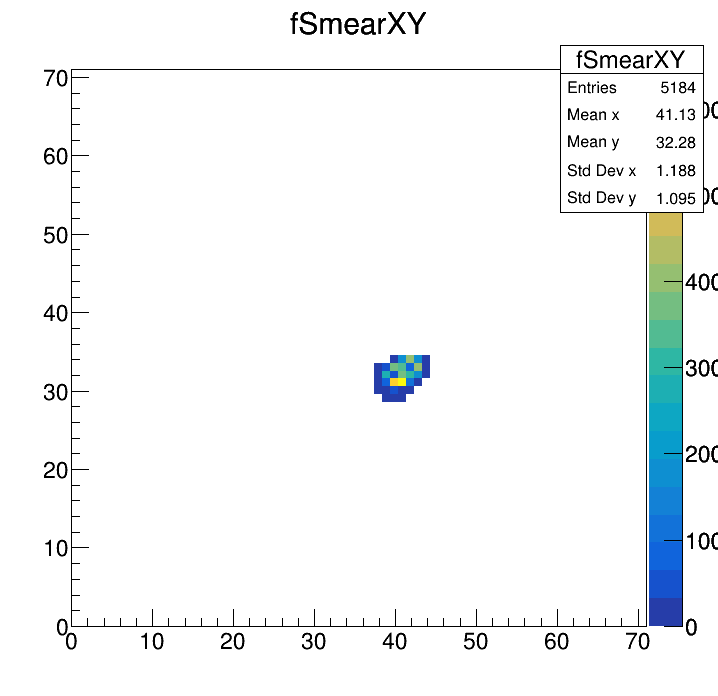 fSmearXY
fSmearXY
Entries 5184
Mean x 41.13
Mean y 32.28
Std Dev x 1.188
Std Dev y 1.095
70
60
50
40
30
20
10
0
0 10 20 30 40 50 60 70
400
300
200
100
0